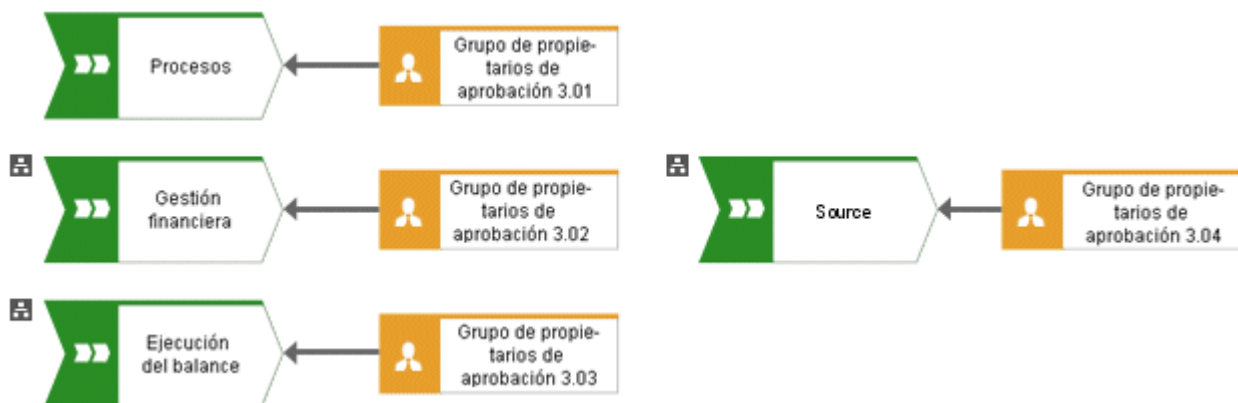 Procesos
Grupo de propie-
tarios de
aprobación 3.01
Gestión
financiera
Grupo de propie-
tarios de
aprobación 3.02
Source
Grupo de propie-
tarios de
aprobación 3.04
Ejecución
del balance
Grupo de propie-
tarios de
aprobación 3.03